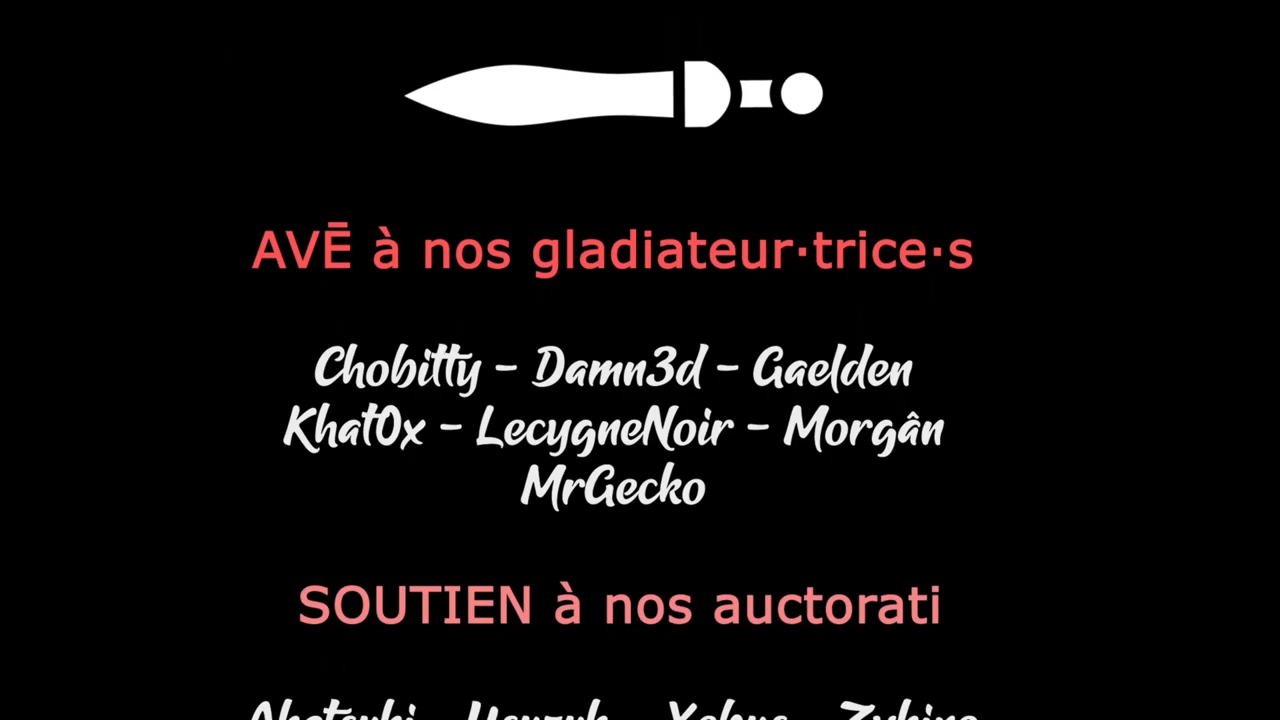 AVĒ à nos gladiateur·trice·s
Chobitty - Damn3d - Gaelden
Khat0x - LecygneNoir - Morgân
MrGecko
SOUTIEN à nos auctorati